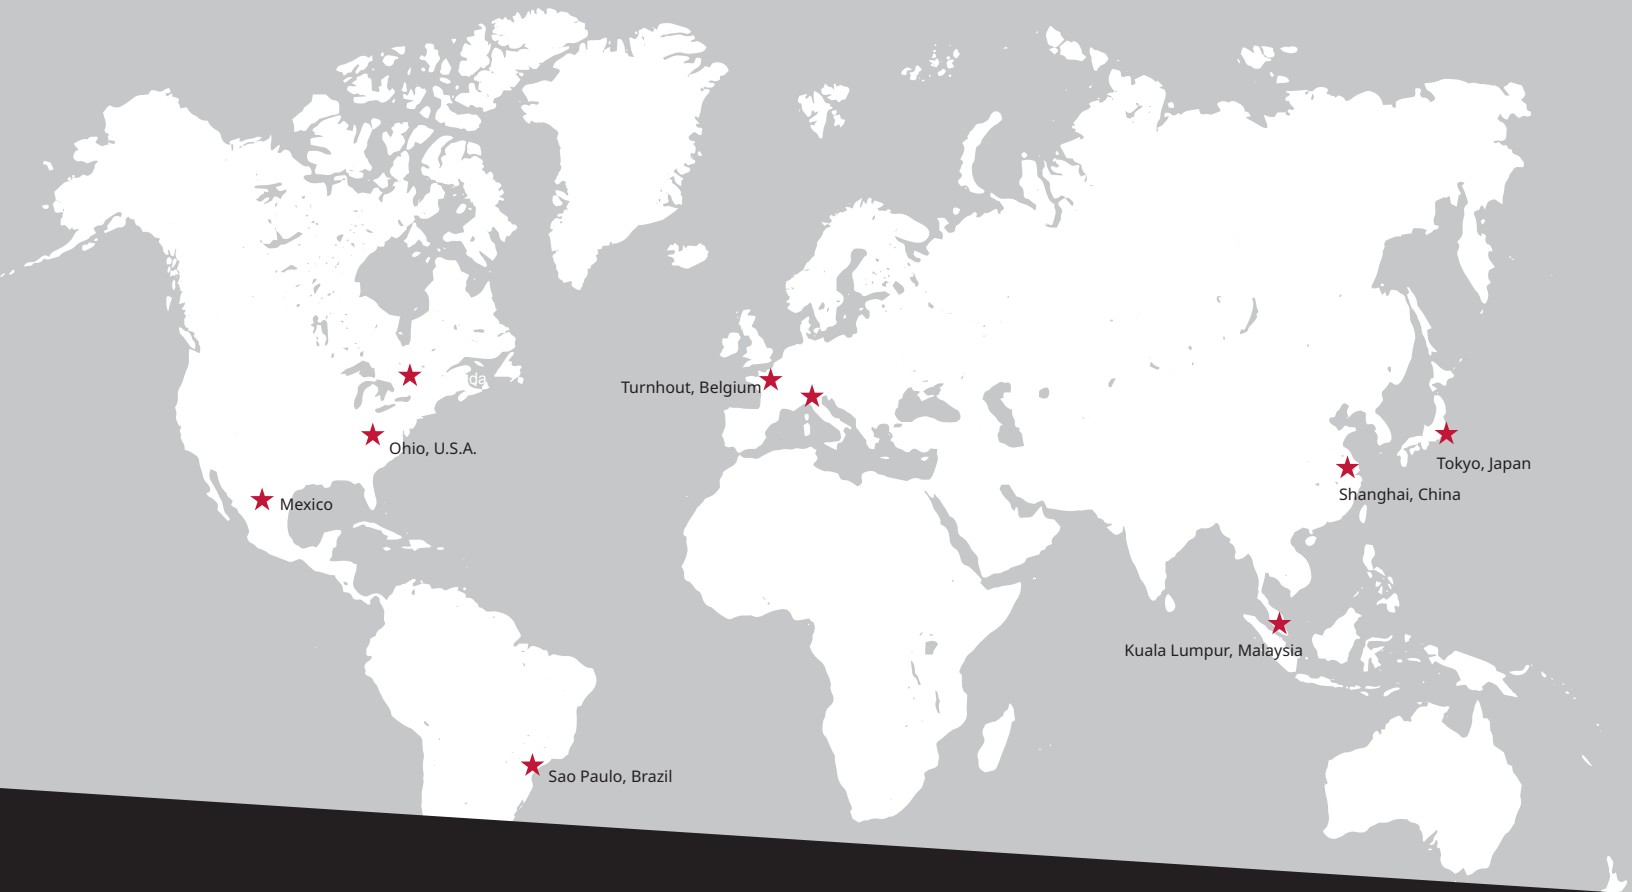 Turnhout, Belgium
Ohio, U.S.A.
Mexico
Tokyo, Japan
Shanghai, China
Kuala Lumpur, Malaysia
Sao Paulo, Brazil